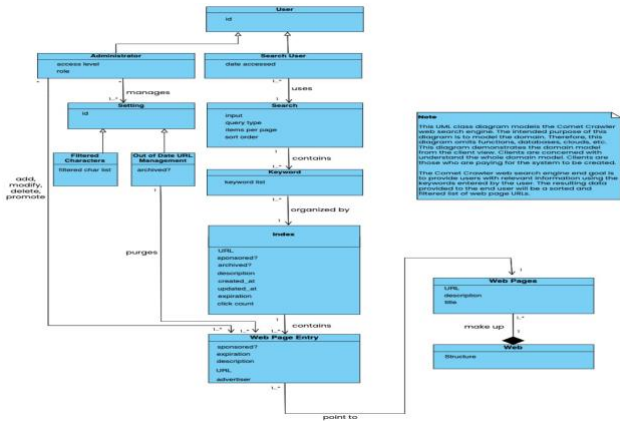 User
id
Administrator
access level
role
Search User
date accessed
manages
uses
Setting
id
Search
input
query type
items per page
sort order
Filtered
Characters
filtered char list
Out of Date URL
Management
archived?
contains
Keyword
keyword list
add,
modify,
delete,
promote
organized by
purges
Index
URL
sponsored?
archived?
description
created_at
updated_at
expiration
click count
contains
Web Page Entry
sponsored?
expiration
description
URL
advertiser
point to
Web Pages
URL
description
title
make up
Web
Structure
Note
This UML class diagram models the Comet Crawler
web search engine. The intended purpose of this
diagram is to model the domain. Therefore, this
diagram omits functions, databases, clouds, etc.
This diagram demonstrates the domain model
from the client view. Clients are concerned with
understand the whole domain model. Clients are
those who are paying for the system to be created.
The Comet Crawler web search engine end goal is
to provide users with relevant information using the
keywords entered by the user. The resulting data
provided to the end user will be a sorted and
filtered list of web page URLs.